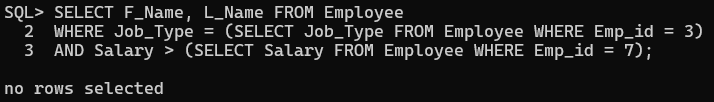 SQL> SELECT F_Name, L_Name FROM Employee
  2  WHERE Job_Type = (SELECT Job_Type FROM Employee WHERE Emp_id = 3)
  3  AND Salary > (SELECT Salary FROM Employee WHERE Emp_id = 7);
no rows selected